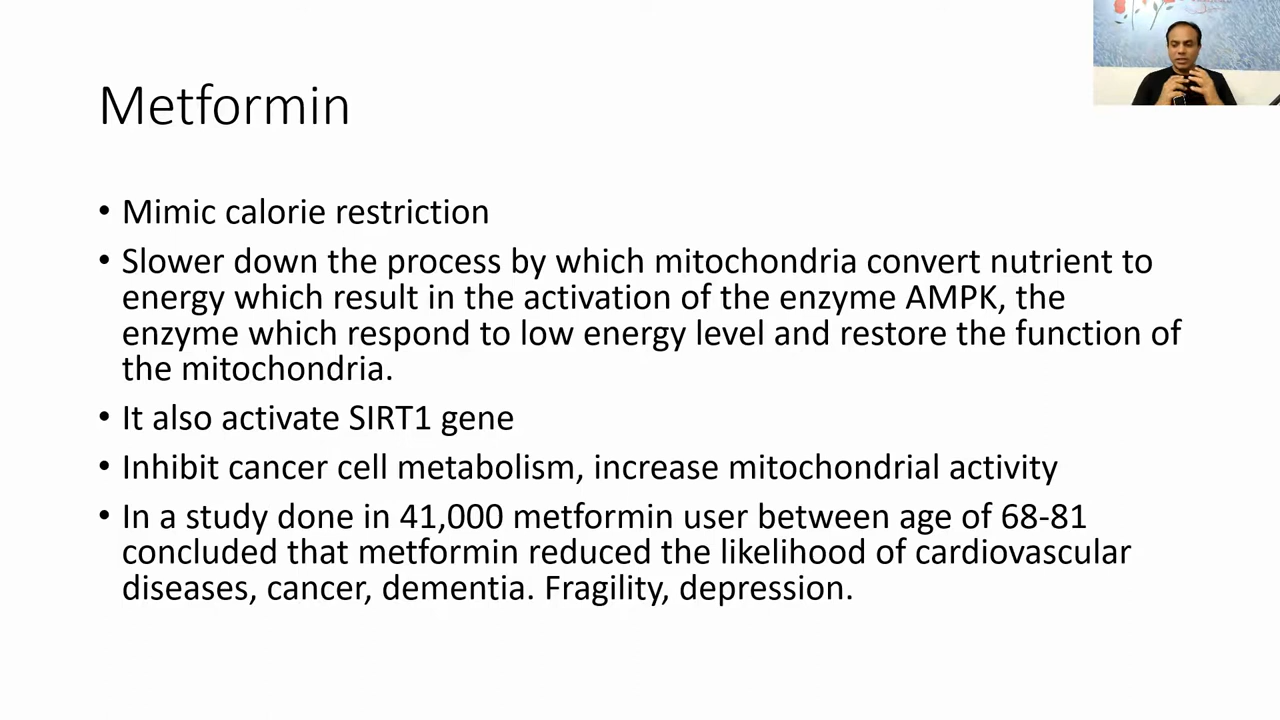 Metformin
• Mimic calorie restriction
• Slower down the process by which mitochondria convert nutrient to
energy which result in the activation of the enzyme AMPK, the
enzyme which respond to low energy level and restore the function of
the mitochondria.
• It also activate SIRT1 gene
• Inhibit cancer cell metabolism, increase mitochondrial activity
• In a study done in 41,000 metformin user between age of 68-81
concluded that metformin reduced the likelihood of cardiovascular
diseases, cancer, dementia. Fragility, depression.